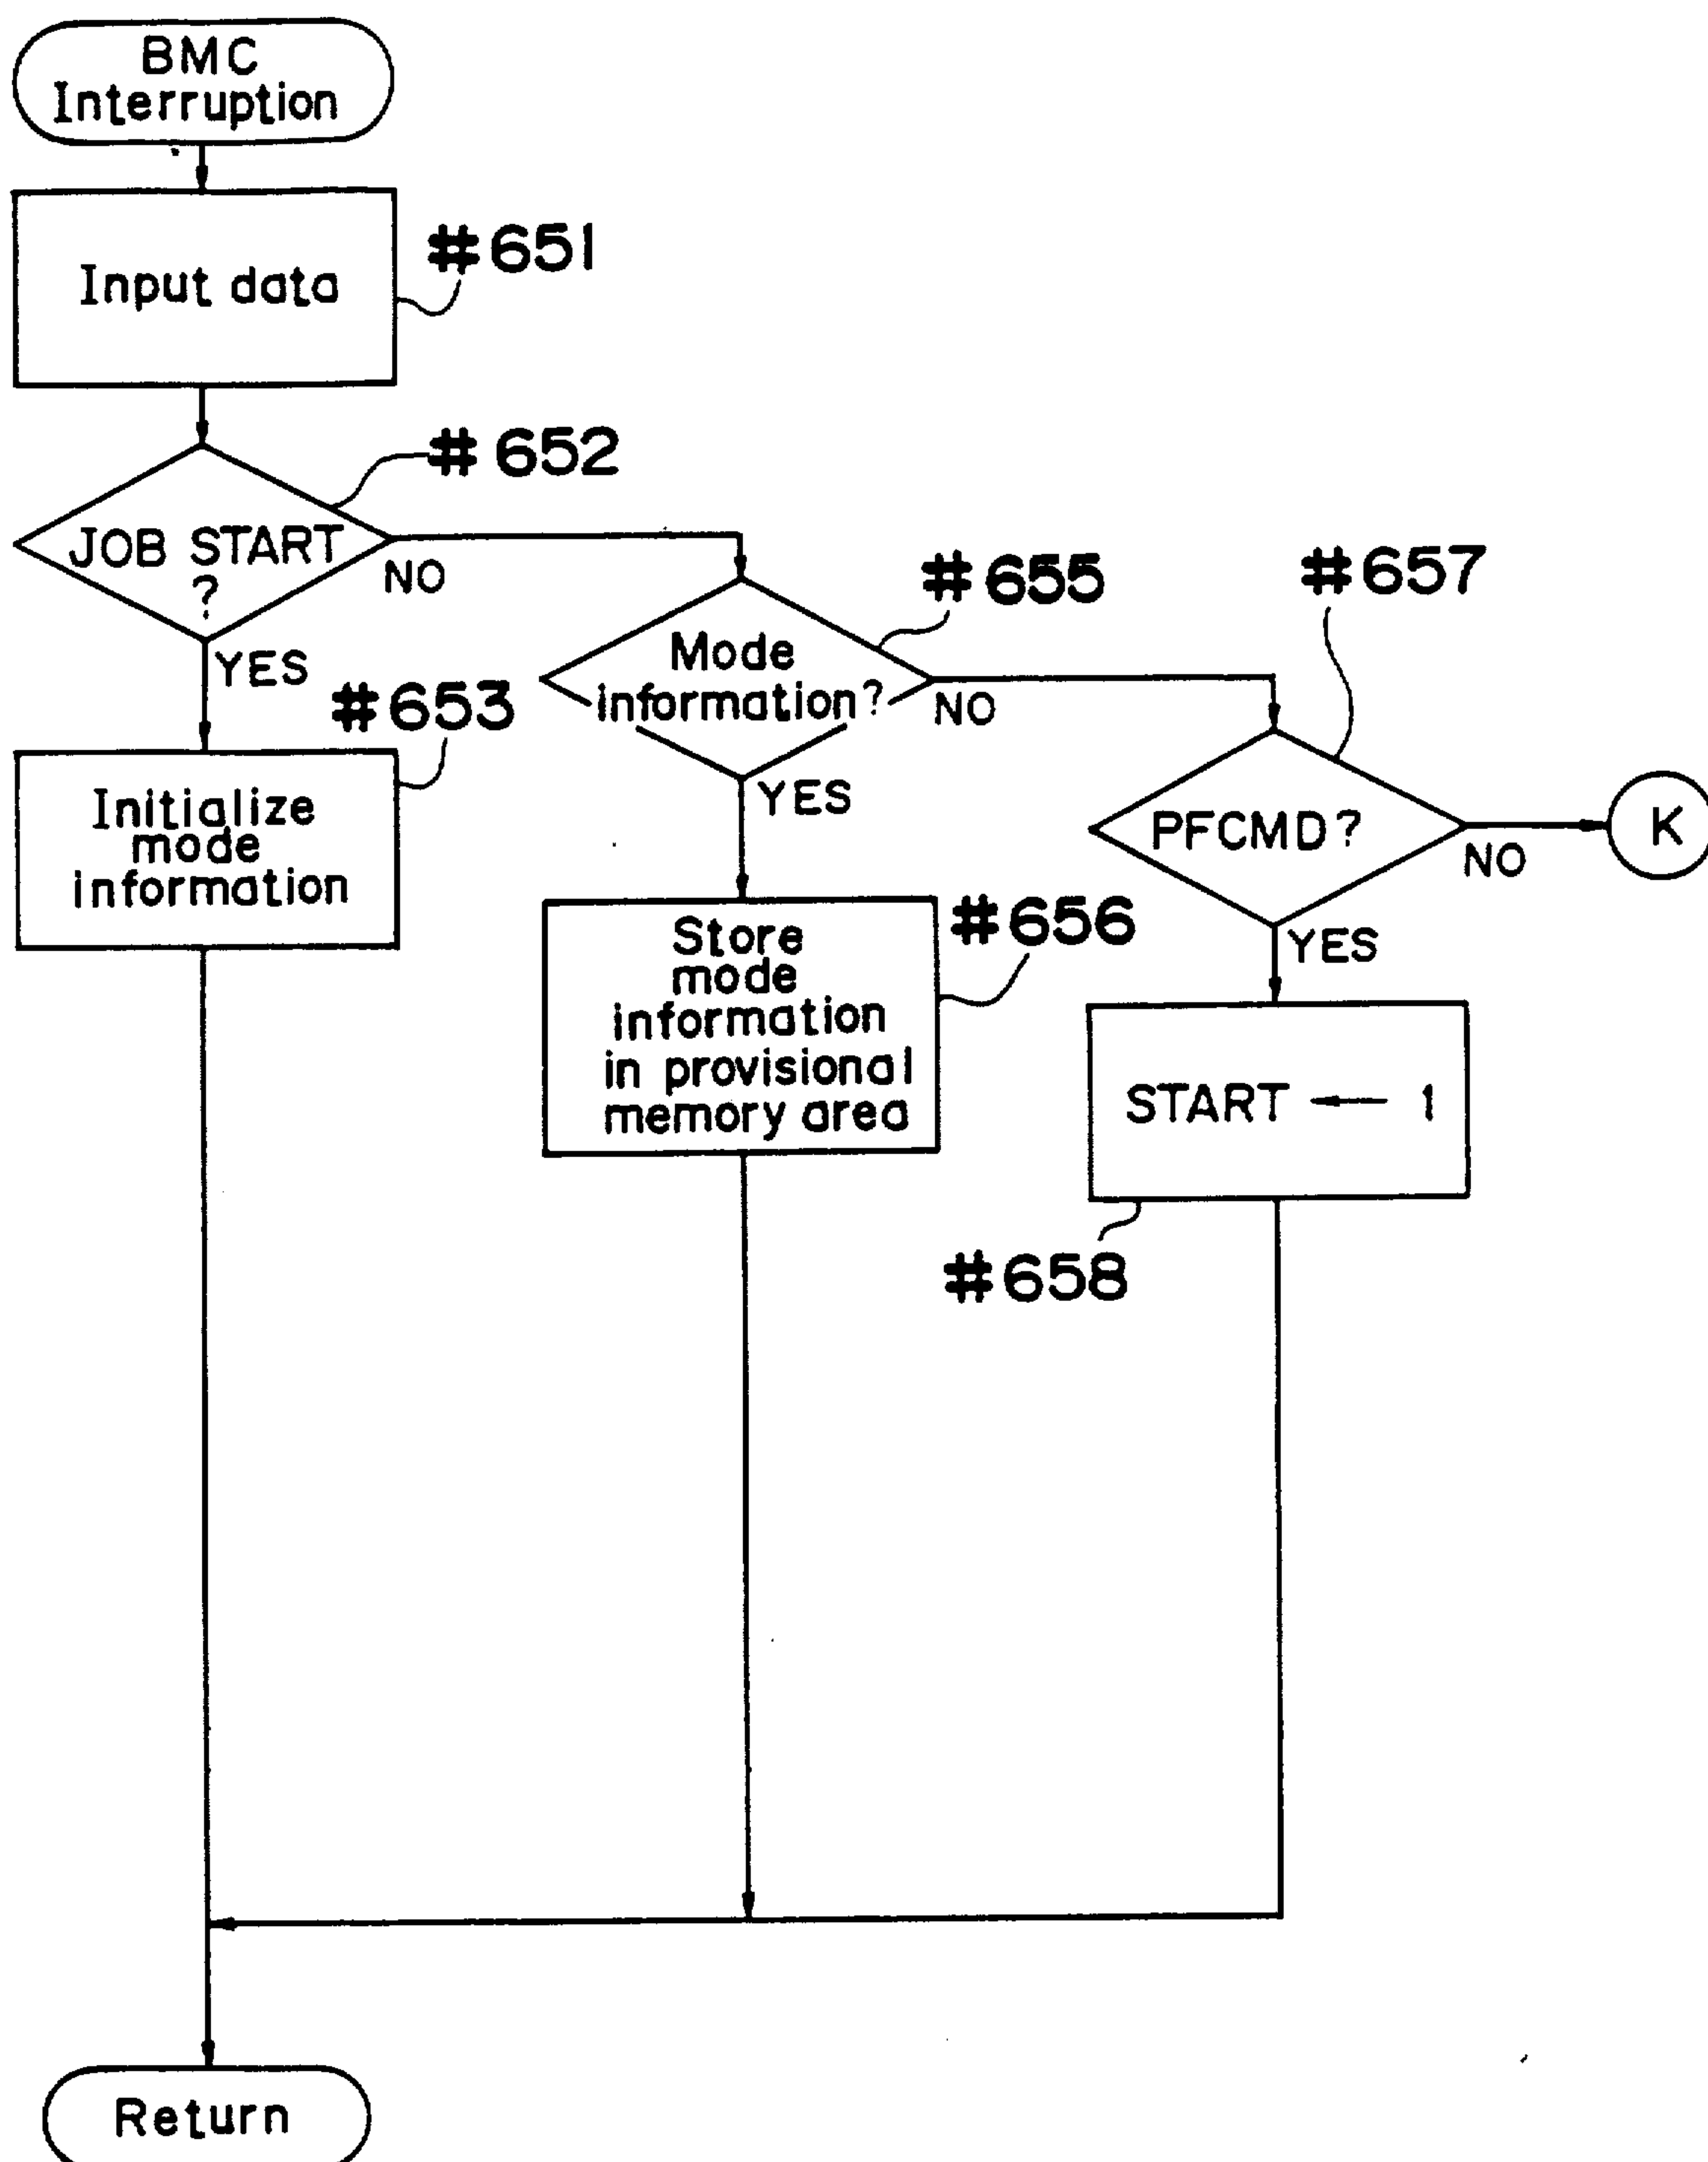 BMC
Interruption
Input data
#651
#652
JOB START
?
NO
YES
#653
Initialize
mode
information
#655
Mode
information?
NO
YES
#656
Store
mode
information
in provisional
memory area
#657
PFCMD?
NO
K
YES
START ← 1
#658
Return